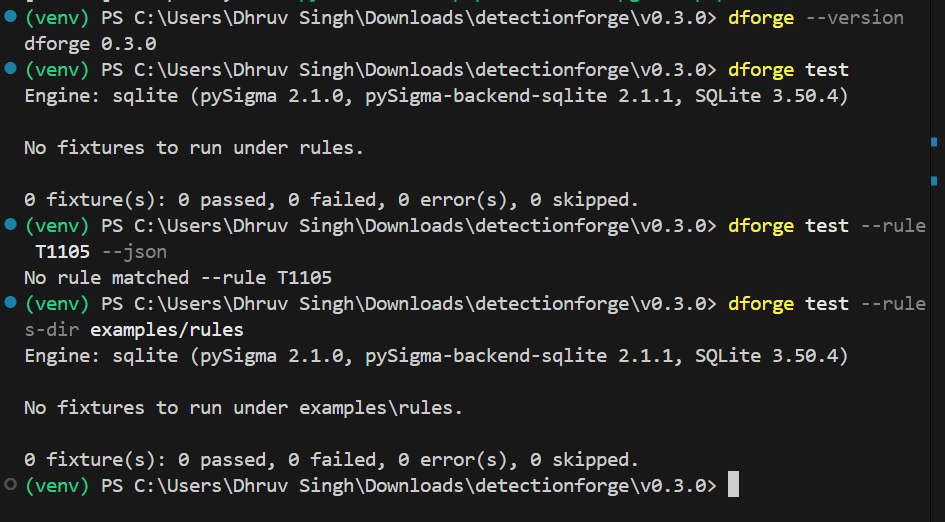 (venv) PS C:\Users\Dhruv Singh\Downloads\detectionforge\v0.3.0> dforge --version
dforge 0.3.0
(venv) PS C:\Users\Dhruv Singh\Downloads\detectionforge\v0.3.0> dforge test
Engine: sqlite (pySigma 2.1.0, pySigma-backend-sqlite 2.1.1, SQLite 3.50.4)
No fixtures to run under rules.
0 fixture(s): 0 passed, 0 failed, 0 error(s), 0 skipped.
(venv) PS C:\Users\Dhruv Singh\Downloads\detectionforge\v0.3.0> dforge test --rule
T1105 --json
No rule matched --rule T1105
(venv) PS C:\Users\Dhruv Singh\Downloads\detectionforge\v0.3.0> dforge test --rule
s-dir examples/rules
Engine: sqlite (pySigma 2.1.0, pySigma-backend-sqlite 2.1.1, SQLite 3.50.4)
No fixtures to run under examples\rules.
0 fixture(s): 0 passed, 0 failed, 0 error(s), 0 skipped.
(venv) PS C:\Users\Dhruv Singh\Downloads\detectionforge\v0.3.0>